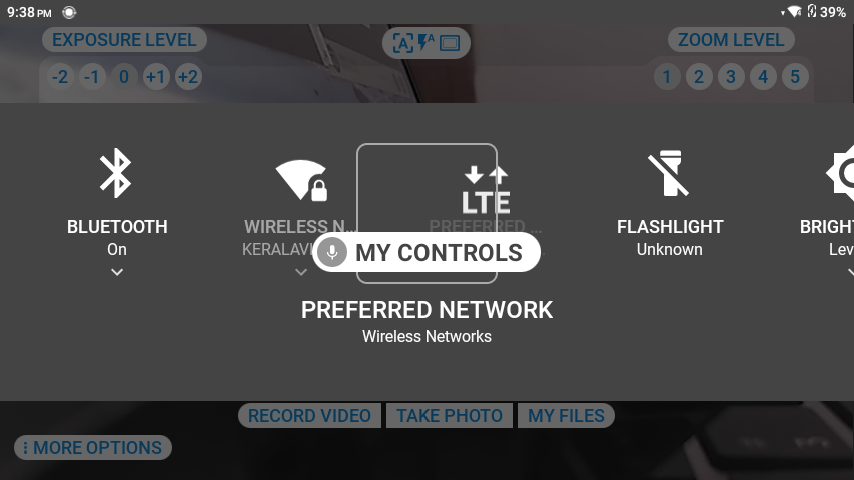 9:38 PM
39%
EXPOSURE LEVEL
A
A
ZOOM LEVEL
-2 -1 0 +1 +2
1 2 3 4 5
LTE
BLUETOOTH
WIRELESS N...
PREFERRED ...
FLASHLIGHT
BRIGH
On
KERALAV
Unknown
Lev
MY CONTROLS
PREFERRED NETWORK
Wireless Networks
RECORD VIDEO
TAKE PHOTO
MY FILES
MORE OPTIONS